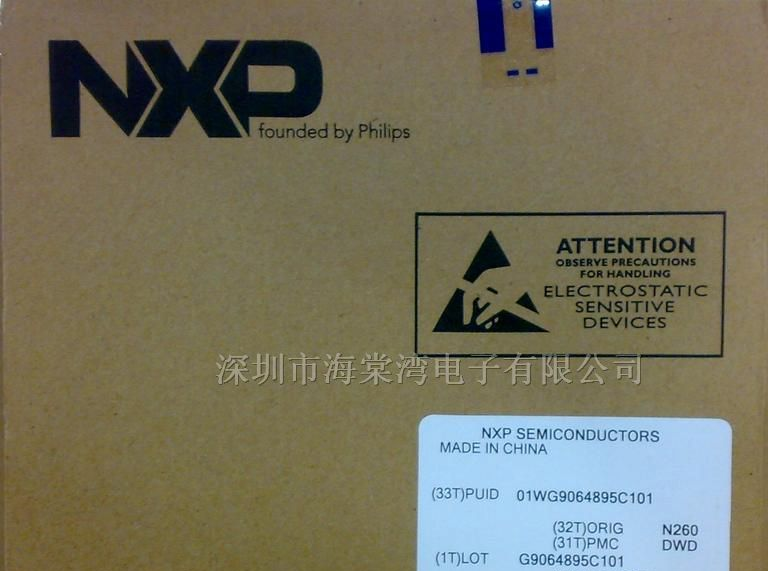 NXP
founded by Philips
ATTENTION
OBSERVE PRECAUTIONS
FOR HANDLING
ELECTROSTATIC
SENSITIVE
DEVICES
深圳市海棠湾电子有限公司
NXP SEMICONDUCTORS
MADE IN CHINA
(33T)PUID 01WG9064895C101
(32T)ORIG N260
(31T)PMC DWD
(1T)LOT G9064895C101